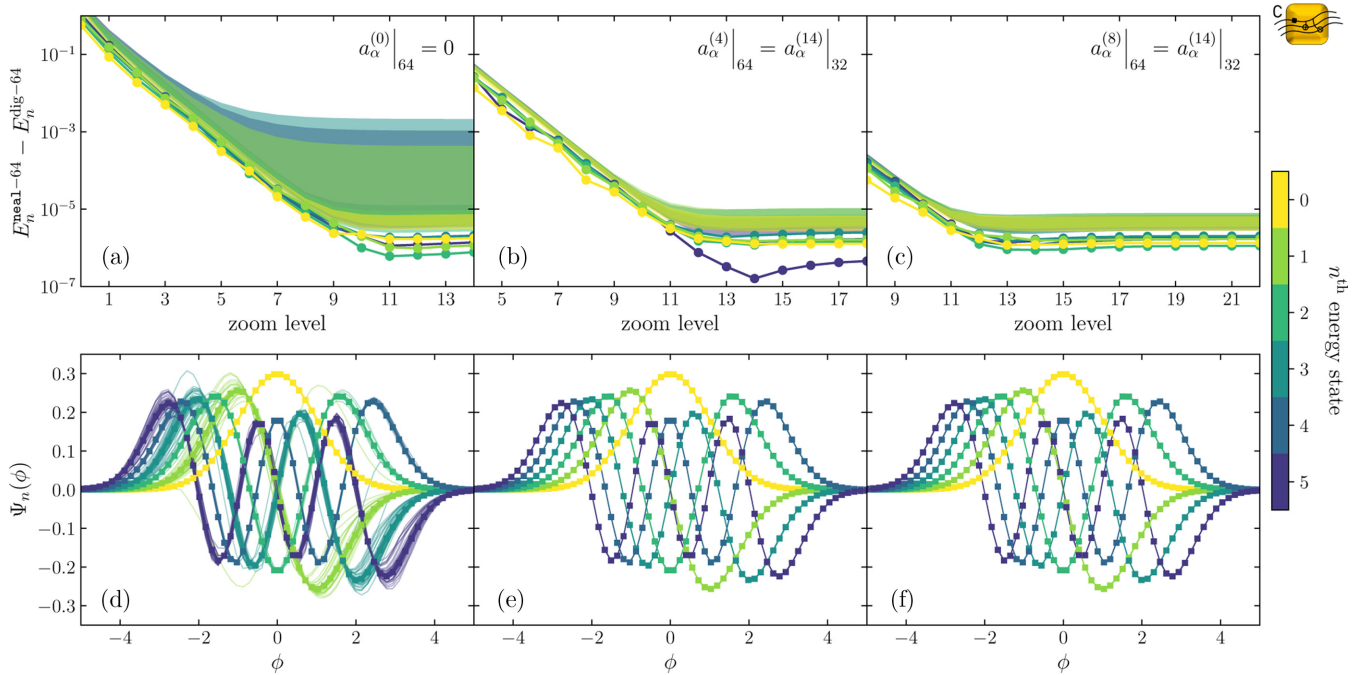 a_α^(0)|_64 = 0
a_α^(4)|_64 = a_α^(14)|_32
a_α^(8)|_64 = a_α^(14)|_32
C
10^−1
10^−3
10^−5
10^−7
E_n^neal−64 − E_n^dig−64
(a)
(b)
(c)
1 3 5 7 9 11 13
5 7 9 11 13 15 17
9 11 13 15 17 19 21
zoom level
zoom level
zoom level
0.3
0.2
0.1
0.0
−0.1
−0.2
−0.3
Ψ_n(ϕ)
(d)
(e)
(f)
−4 −2 0 2 4
−4 −2 0 2 4
−4 −2 0 2 4
ϕ
ϕ
ϕ
0
1
2
3
4
5
n^th energy state